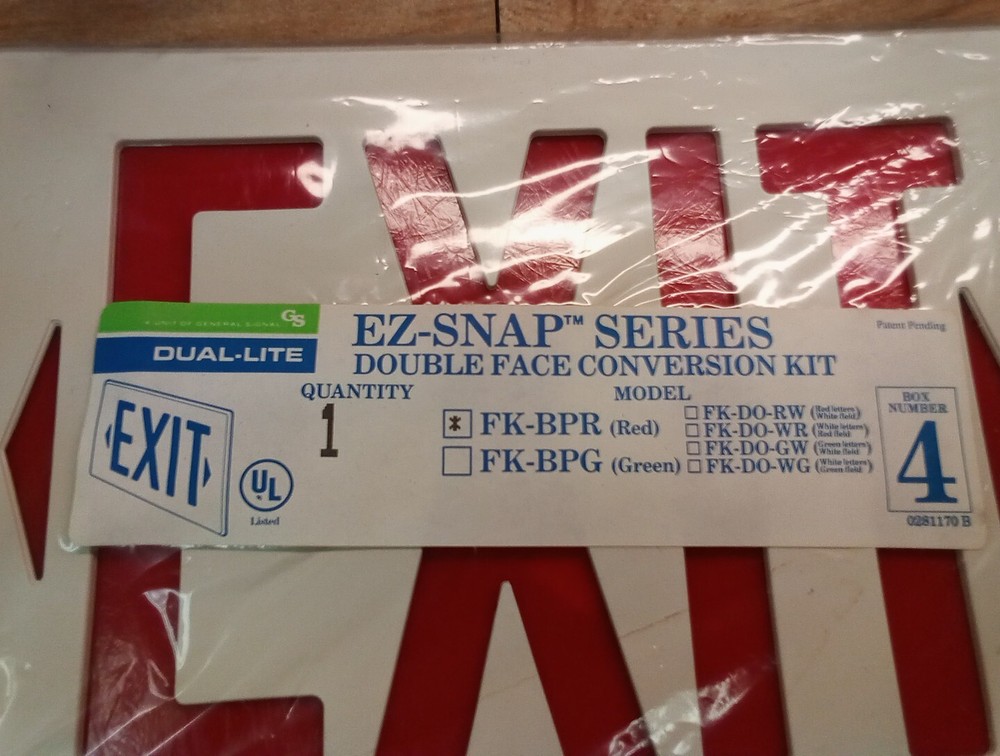 EXIT
GS
A UNIT OF GENERAL SIGNAL
DUAL-LITE
EZ-SNAP™ SERIES
DOUBLE FACE CONVERSION KIT
Patent Pending
QUANTITY
1
MODEL
* FK-BPR (Red)
FK-BPG (Green)
FK-DO-RW (Red letters/ White field)
FK-DO-WR (White letters/ Red field)
FK-DO-GW (Green letters/ White field)
FK-DO-WG (White letters/ Green field)
BOX
NUMBER
4
0281170 B
EXIT
UL
Listed